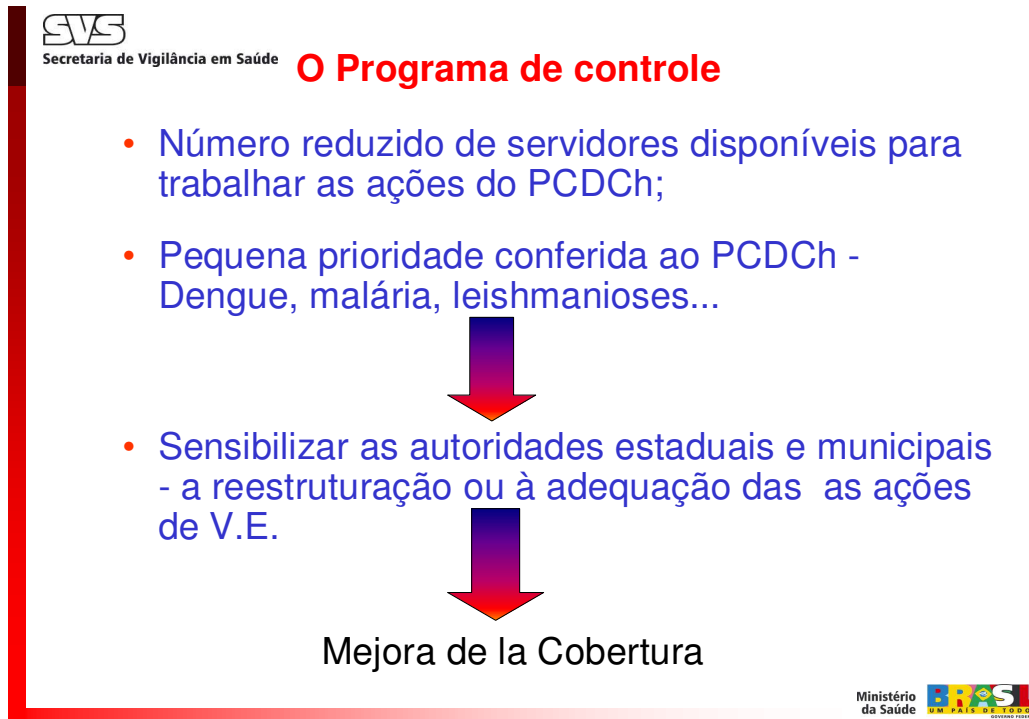 SVS
Secretaria de Vigilância em Saúde
O Programa de controle
• Número reduzido de servidores disponíveis para
trabalhar as ações do PCDCh;
• Pequena prioridade conferida ao PCDCh -
Dengue, malária, leishmanioses...
• Sensibilizar as autoridades estaduais e municipais
- a reestruturação ou à adequação das  as ações
de V.E.
Mejora de la Cobertura
Ministério
da Saúde
BRASIL
UM PAÍS DE TODOS
GOVERNO FEDERAL